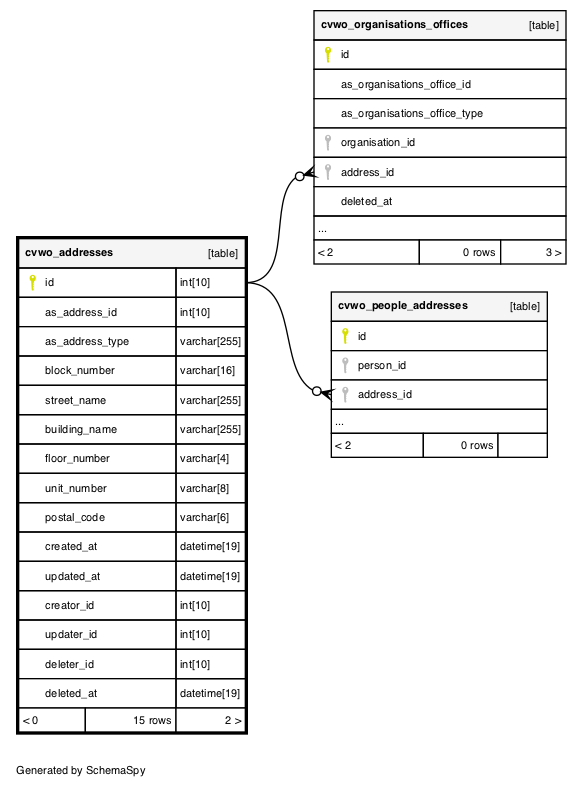 cvwo_organisations_offices [table]
id
as_organisations_office_id
as_organisations_office_type
organisation_id
address_id
deleted_at
...
< 2 0 rows 3 >
cvwo_addresses [table]
id int[10]
as_address_id int[10]
as_address_type varchar[255]
block_number varchar[16]
street_name varchar[255]
building_name varchar[255]
floor_number varchar[4]
unit_number varchar[8]
postal_code varchar[6]
created_at datetime[19]
updated_at datetime[19]
creator_id int[10]
updater_id int[10]
deleter_id int[10]
deleted_at datetime[19]
< 0 15 rows 2 >
cvwo_people_addresses [table]
id
person_id
address_id
...
< 2 0 rows
Generated by SchemaSpy